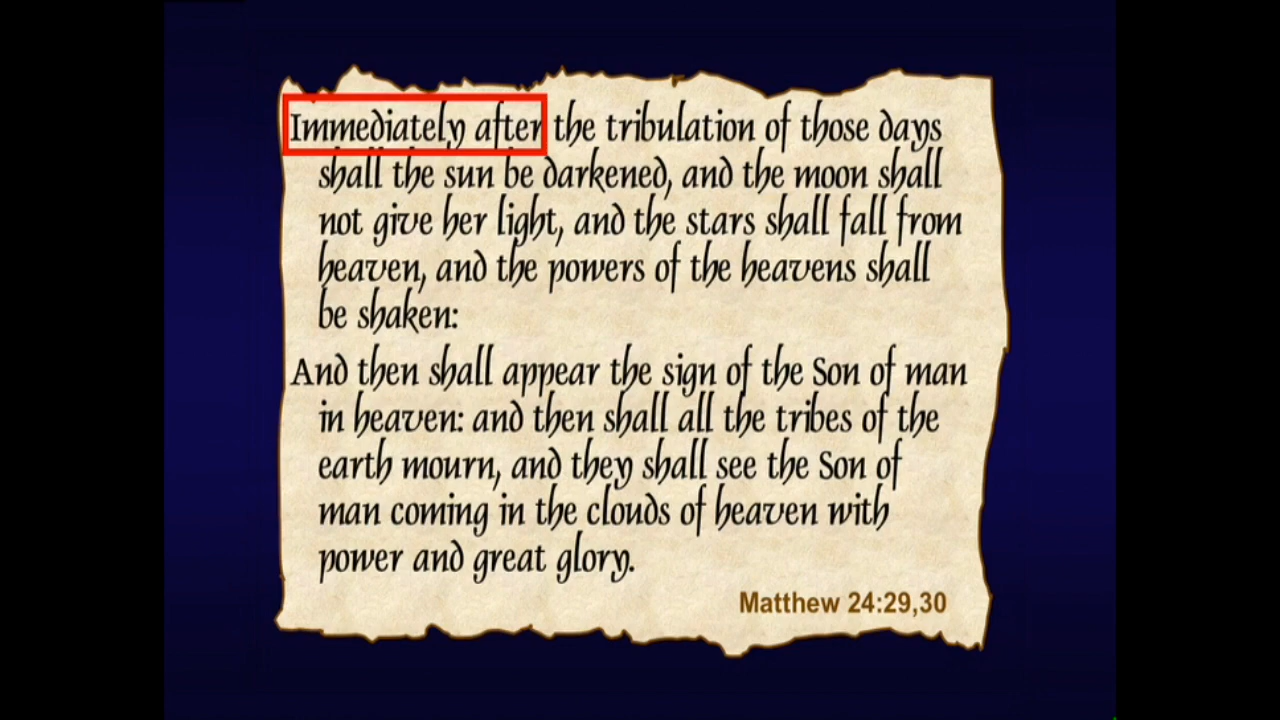 Immediately after the tribulation of those days
shall the sun be darkened, and the moon shall
not give her light, and the stars shall fall from
heaven, and the powers of the heavens shall
be shaken:
And then shall appear the sign of the Son of man
in heaven: and then shall all the tribes of the
earth mourn, and they shall see the Son of
man coming in the clouds of heaven with
power and great glory.
Matthew 24:29,30